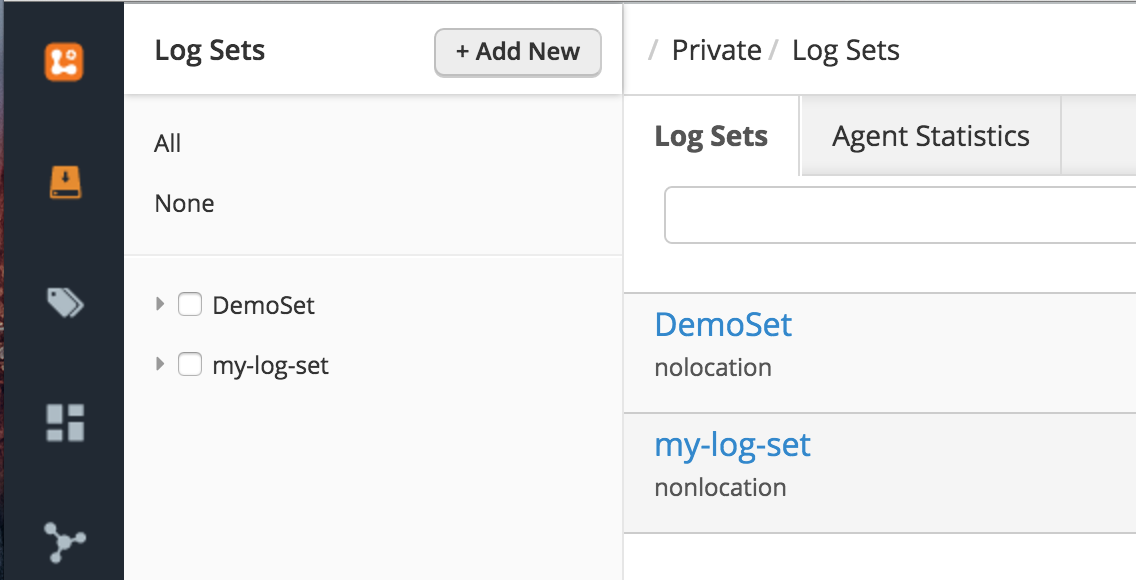 Log Sets
+ Add New
All
None
DemoSet
my-log-set
/ Private / Log Sets
Log Sets
Agent Statistics
DemoSet
nolocation
my-log-set
nonlocation